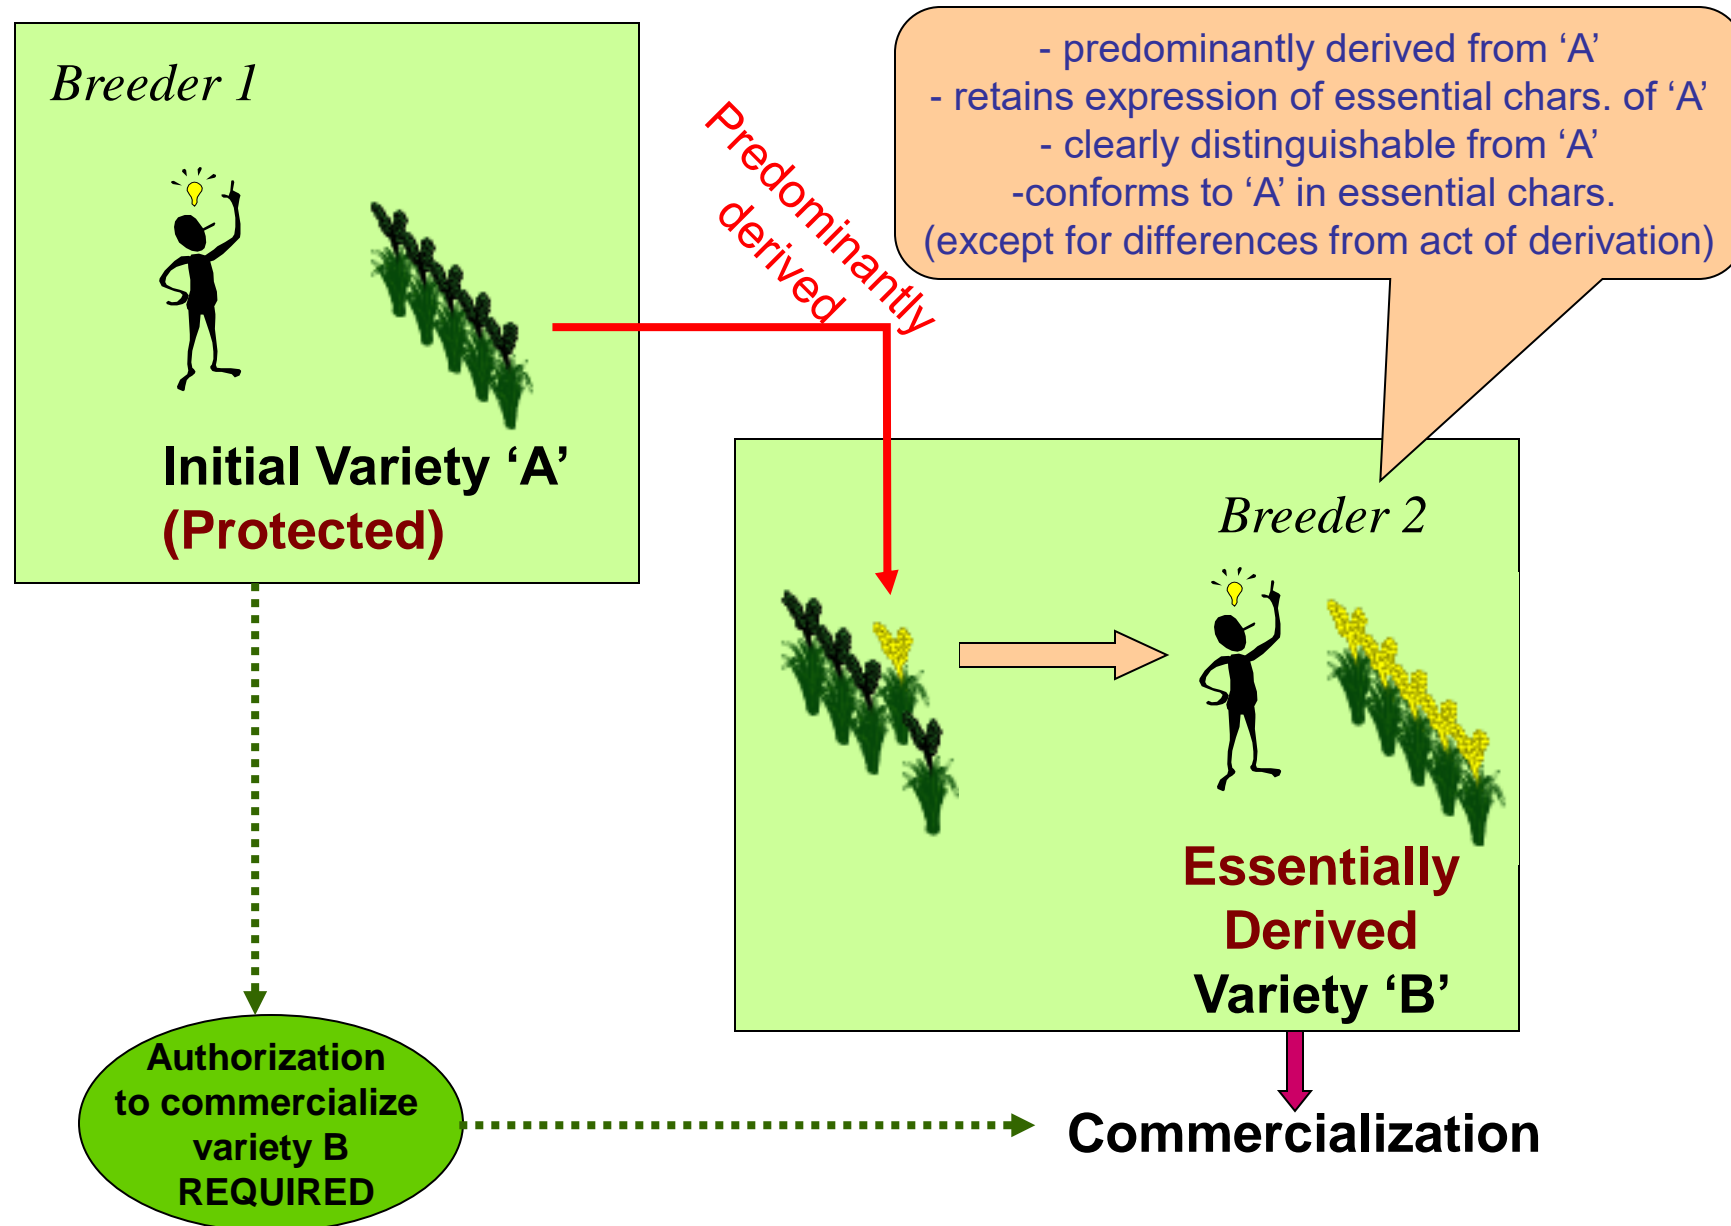 Breeder 1
Initial Variety ‘A’
(Protected)
Predominantly
derived
- predominantly derived from ‘A’
- retains expression of essential chars. of ‘A’
- clearly distinguishable from ‘A’
-conforms to ‘A’ in essential chars.
(except for differences from act of derivation)
Breeder 2
Essentially
Derived
Variety ‘B’
Authorization
to commercialize
variety B
REQUIRED
Commercialization